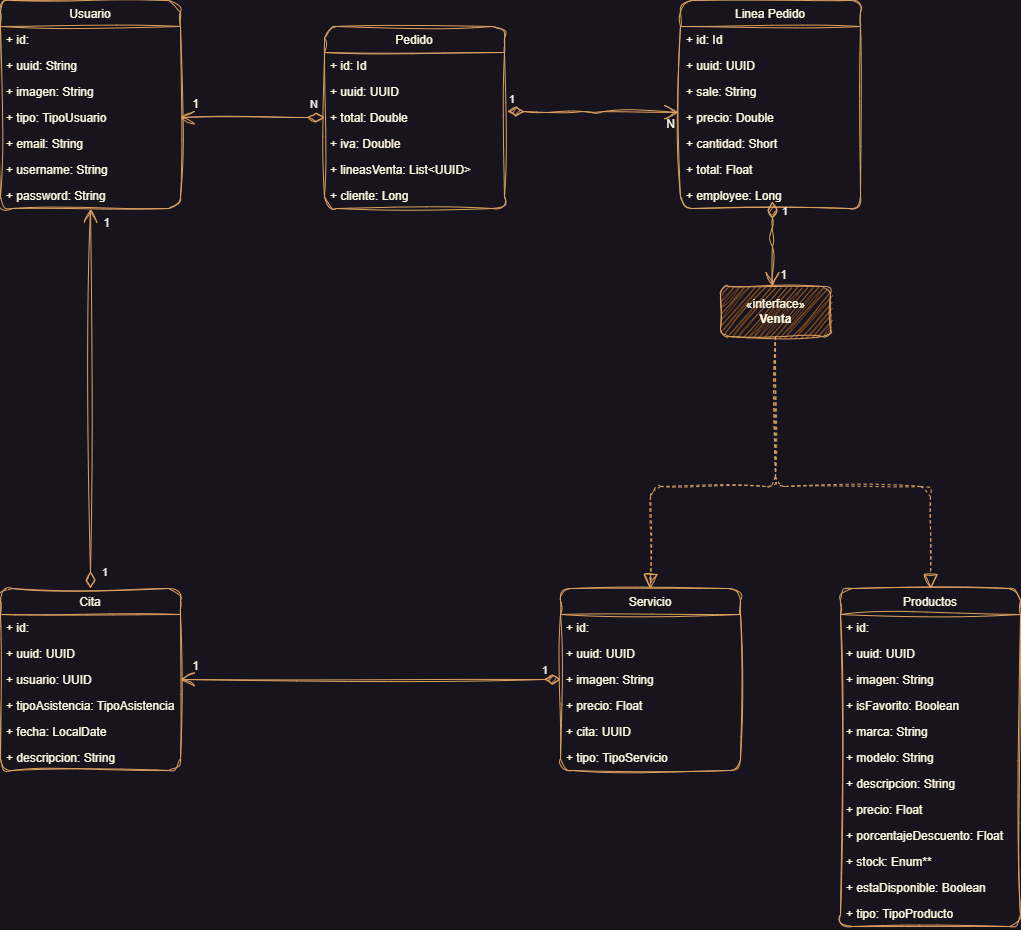 Usuario
+ id:
+ uuid: String
+ imagen: String
+ tipo: TipoUsuario
+ email: String
+ username: String
+ password: String
1
N
Pedido
+ id: Id
+ uuid: UUID
+ total: Double
+ iva: Double
+ lineasVenta: List<UUID>
+ cliente: Long
1
N
Linea Pedido
+ id: Id
+ uuid: UUID
+ sale: String
+ precio: Double
+ cantidad: Short
+ total: Float
+ employee: Long
1
1
1
«interface»
Venta
1
Cita
+ id:
+ uuid: UUID
+ usuario: UUID
+ tipoAsistencia: TipoAsistencia
+ fecha: LocalDate
+ descripcion: String
1
1
Servicio
+ id:
+ uuid: UUID
+ imagen: String
+ precio: Float
+ cita: UUID
+ tipo: TipoServicio
Productos
+ id:
+ uuid: UUID
+ imagen: String
+ isFavorito: Boolean
+ marca: String
+ modelo: String
+ descripcion: String
+ precio: Float
+ porcentajeDescuento: Float
+ stock: Enum**
+ estaDisponible: Boolean
+ tipo: TipoProducto